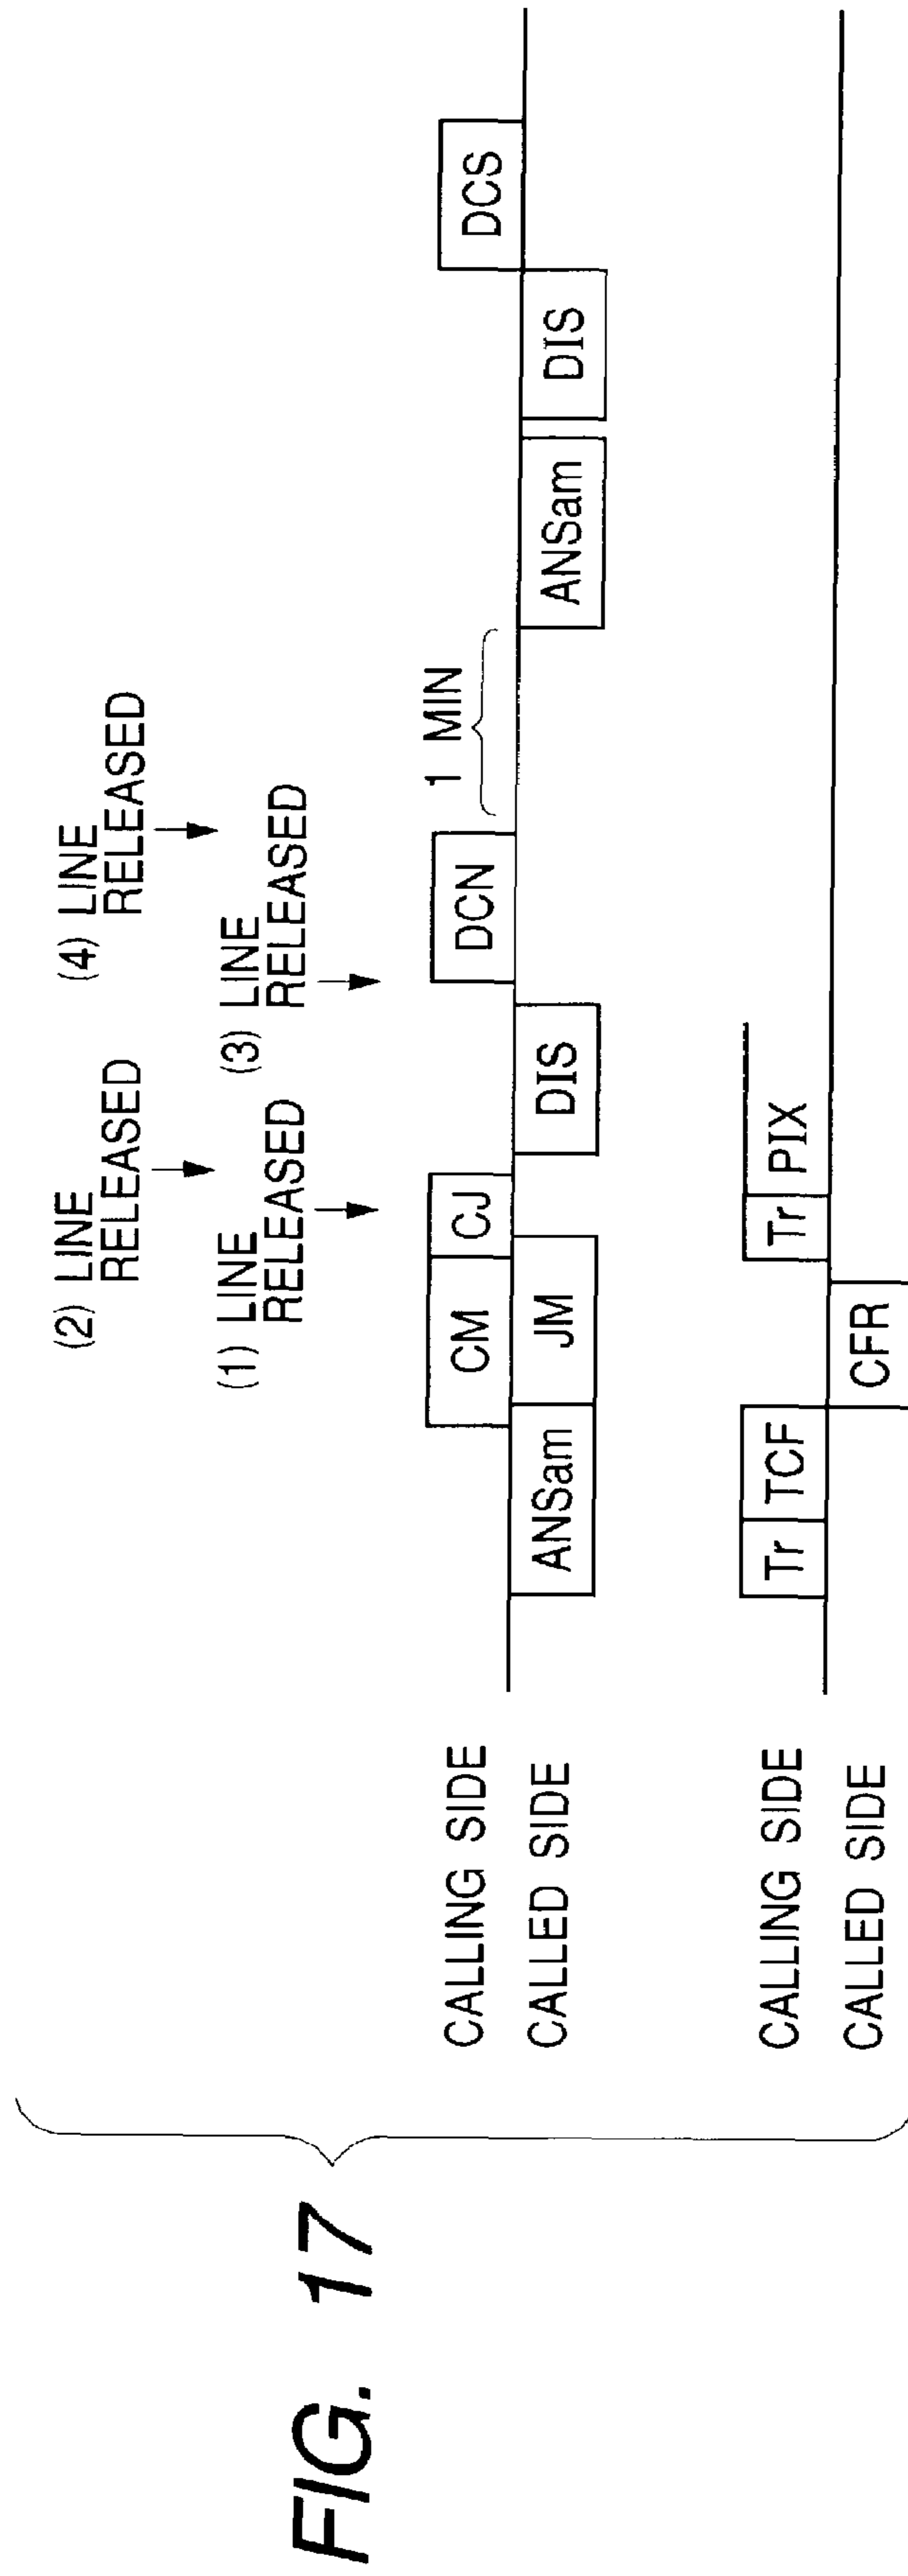 FIG. 17
(2) LINE
RELEASED
(4) LINE
RELEASED
(1) LINE
RELEASED
(3) LINE
RELEASED
1 MIN
CALLING SIDE
CM
CJ
DCN
DCS
CALLED SIDE
ANSam
JM
DIS
ANSam
DIS
CALLING SIDE
Tr
TCF
Tr
PIX
CALLED SIDE
CFR